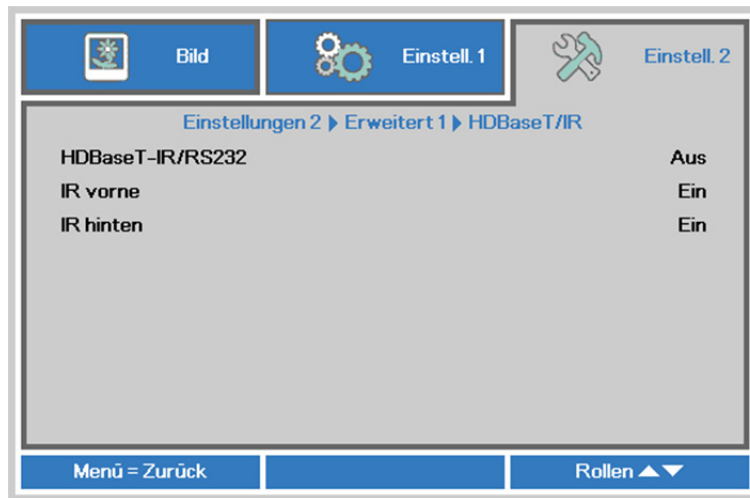 Bild
Einstell. 1
Einstell. 2
Einstellungen 2 ▶ Erweitert 1 ▶ HDBaseT/IR
HDBaseT-IR/RS232 Aus
IR vorne Ein
IR hinten Ein
Menü = Zurück
Rollen ▲▼